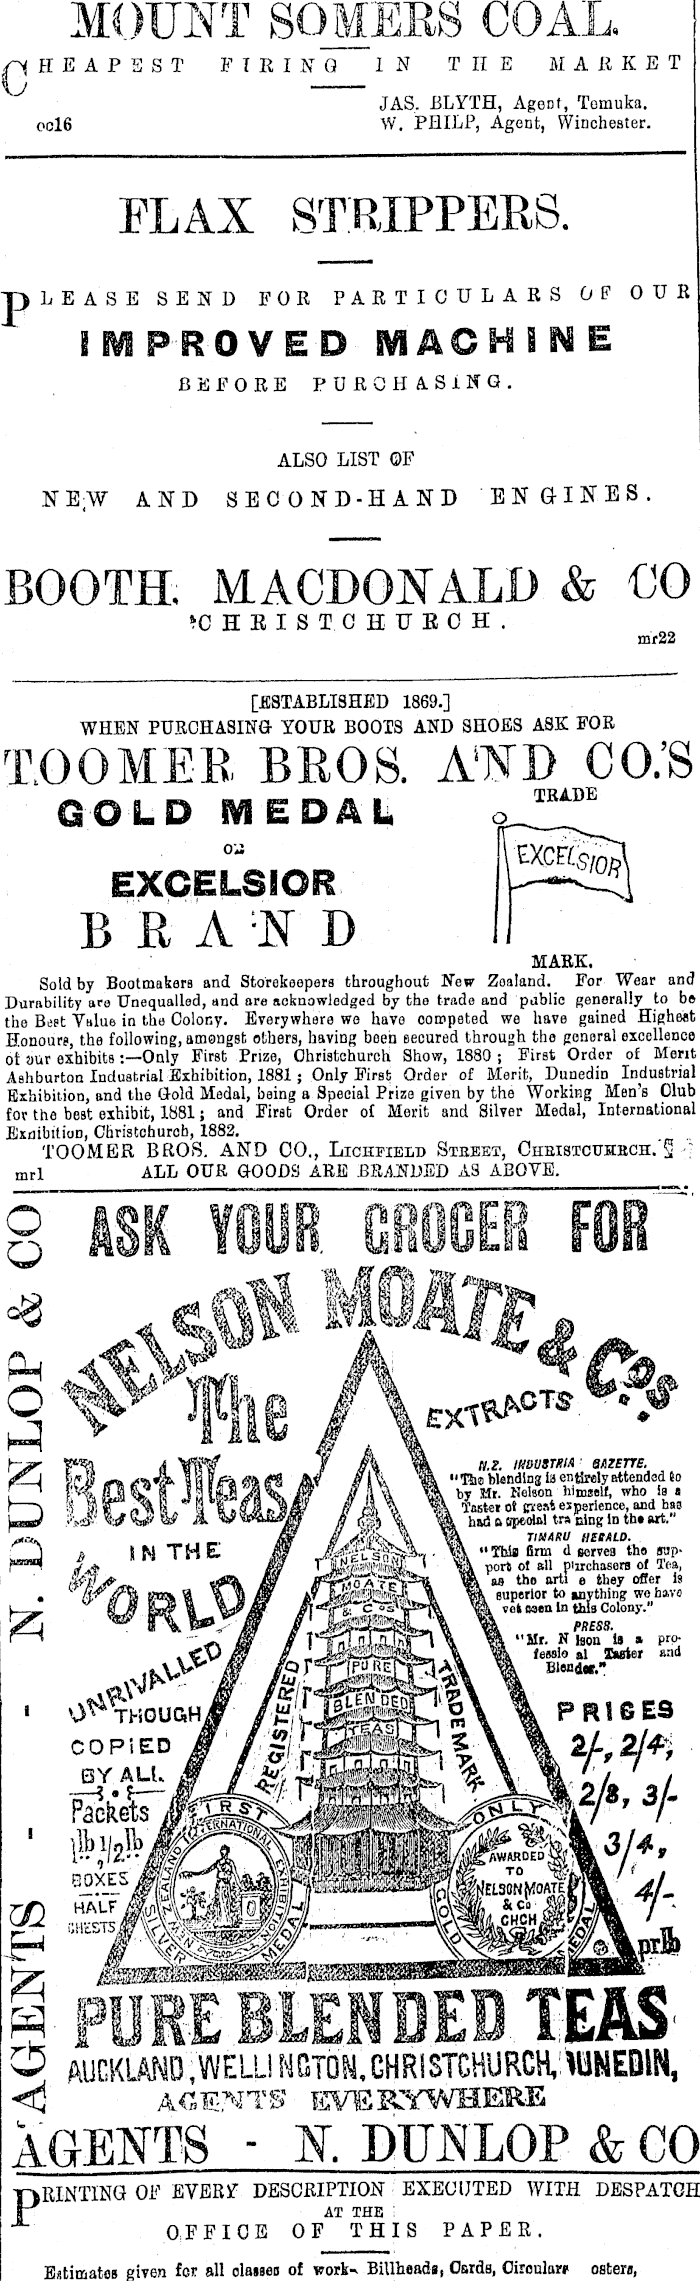 MOUNT SOMERS COAL.
CHEAPEST FIRING IN THE MARKET
JAS. BLYTH, Agent, Temuka.
oc16 W. PHILP, Agent, Winchester.
FLAX STRIPPERS.
PLEASE SEND FOR PARTICULARS OF OUR
IMPROVED MACHINE
BEFORE PURCHASING.
ALSO LIST OF
NEW AND SECOND-HAND ENGINES.
BOOTH, MACDONALD & CO
CHRISTCHURCH.
mr22
[ESTABLISHED 1869.]
WHEN PURCHASING YOUR BOOTS AND SHOES ASK FOR
TOOMER BROS. AND CO.'S
GOLD MEDAL
OR
EXCELSIOR
BRAND
TRADE
EXCELSIOR
MARK.
Sold by Bootmakers and Storekeepers throughout New Zealand. For Wear and
Durability are Unequalled, and are acknowledged by the trade and public generally to be
the Best Value in the Colony. Everywhere we have competed we have gained Highest
Honours, the following, amongst others, having been secured through the general excellence
of our exhibits :—Only First Prize, Christchurch Show, 1880 ; First Order of Merit
Ashburton Industrial Exhibition, 1881 ; Only First Order of Merit, Dunedin Industrial
Exhibition, and the Gold Medal, being a Special Prize given by the Working Men's Club
for the best exhibit, 1881 ; and First Order of Merit and Silver Medal, International
Exhibition, Christchurch, 1882.
TOOMER BROS. AND CO., LICHFIELD STREET, CHRISTCHURCH.
mr1 ALL OUR GOODS ARE BRANDED AS ABOVE.
AGENTS - - N. DUNLOP & CO
ASK YOUR GROCER FOR
NELSON MOATE & Co's.
The
Best Teas
IN THE
WORLD
UNRIVALLED
THOUGH
COPIED
BY ALL.
Packets
1lb, 1/2lb
BOXES
HALF
CHESTS
EXTRACTS
N.Z. INDUSTRIA GAZETTE.
"The blending is entirely attended to
by Mr. Nelson himself, who is a
Taster of great experience, and has
had a special tra ning in the art."
TIMARU HERALD.
"This firm d serves the sup-
port of all purchasers of Tea,
as the arti e they offer is
superior to anything we have
yet seen in this Colony."
PRESS.
"Mr. N lson is a pro-
fessio al Taster and
Blender."
PRICES
2/-, 2/4,
2/8, 3/-
3/4,
4/-
pr lb
NELSON
MOATE
& CO'S
PURE
BLENDED
TEAS
REGISTERED
TRADEMARK
FIRST
SILVER MEDAL
NEW ZEALAND INTERNATIONAL EXHIBITION
ONLY
GOLD MEDAL
AWARDED
TO
NELSON MOATE
& Co
CHCH
PURE BLENDED TEAS
AUCKLAND, WELLINGTON, CHRISTCHURCH, DUNEDIN,
AGENTS EVERYWHERE
AGENTS - N. DUNLOP & CO
PRINTING OF EVERY DESCRIPTION EXECUTED WITH DESPATCH
AT THE
OFFICE OF THIS PAPER.
Estimates given for all classes of work- Billheads, Cards, Circulars osters,